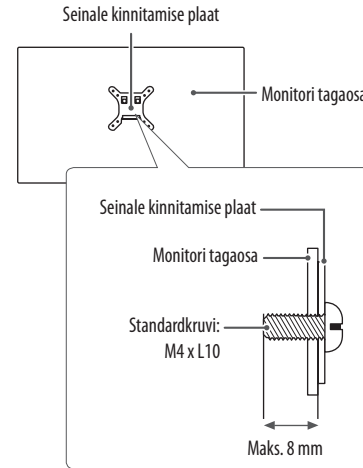 Seinale kinnitamise plaat
Monitori tagaosa
Seinale kinnitamise plaat
Monitori tagaosa
Standardkruvi:
M4 x L10
Maks. 8 mm